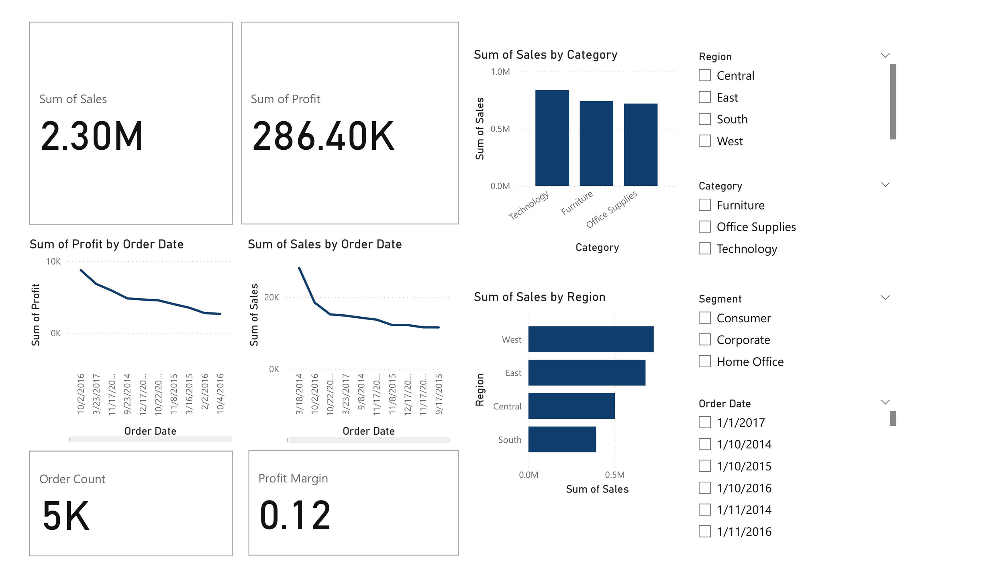 Sum of Sales
2.30M
Sum of Profit
286.40K
Sum of Profit by Order Date
Sum of Profit
10K
0K
10/2/2016
3/23/2017
11/17/20...
9/23/2014
12/17/20...
10/22/20...
11/8/2015
3/16/2015
2/2/2016
10/4/2016
Order Date
Sum of Sales by Order Date
Sum of Sales
20K
0K
3/18/2014
10/2/2016
10/22/20...
3/23/2017
9/8/2014
11/17/20...
11/8/2015
12/17/20...
11/17/20...
9/17/2015
Order Date
Order Count
5K
Profit Margin
0.12
Sum of Sales by Category
Sum of Sales
1.0M
0.5M
0.0M
Technology
Furniture
Office Supplies
Category
Sum of Sales by Region
Region
West
East
Central
South
0.0M
0.5M
Sum of Sales
Region
Central
East
South
West
Category
Furniture
Office Supplies
Technology
Segment
Consumer
Corporate
Home Office
Order Date
1/1/2017
1/10/2014
1/10/2015
1/10/2016
1/11/2014
1/11/2016